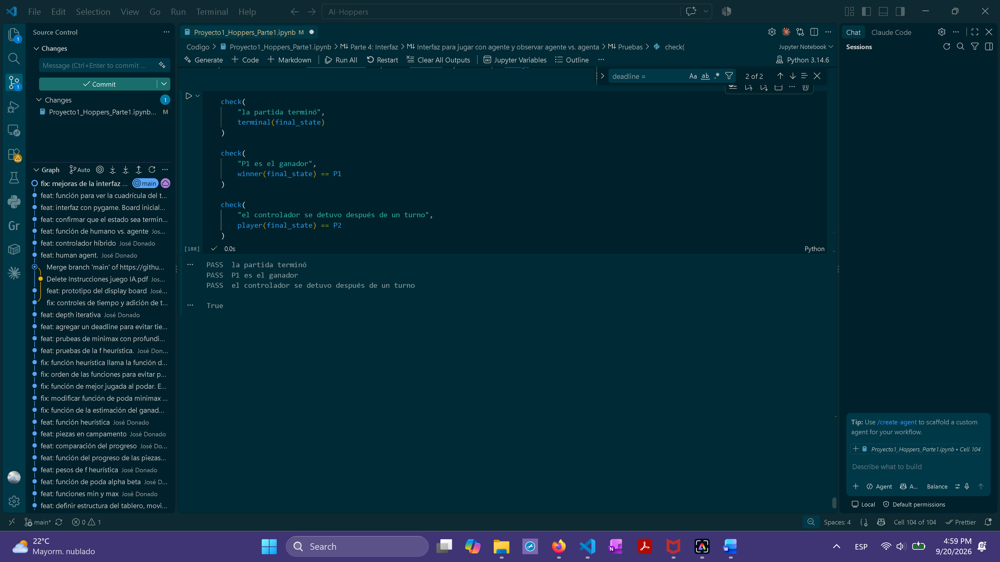 File Edit Selection View Go Run Terminal Help
AI-Hoppers
Source Control
Changes
Message (Ctrl+Enter to commit ...
Commit
Changes 1
Proyecto1_Hoppers_Parte1.ipynb... M
Graph Auto
fix: mejoras de la interfaz ... main
feat: función para ver la cuadrícula del t...
feat: interfaz con pygame. Board inicial...
feat: confirmar que el estado sea termin...
feat: función de humano vs. agente Jos...
feat: controlador híbrido José Donado
feat: human agent. José Donado
Merge branch 'main' of https://githu...
Delete Instrucciones juego IA.pdf Jos...
feat: prototipo del display board José...
fix: controles de tiempo y adición de t...
feat: depth iterativa José Donado
feat: agregar un deadline para evitar tie...
feat: prubeas de minimax con profundi...
feat: pruebas de la f heurística. José Don...
fix: función heurística llama la función d...
fix: orden de las funciones para evitar p...
fix: función de mejor jugada al podar. E...
fix: modificar función de poda minimax ...
fix: función de la estimación del ganad...
feat: función heurística José Donado
feat: piezas en campamento José Donado
feat: comparación del progreso José Do...
feat: función del progreso de las piezas...
feat: pesos de f heurística José Donado
feat: función de poda alpha beta José D...
feat: funciones min y max José Donado
feat: definir estructura del tablero, movi...
Proyecto1_Hoppers_Parte1.ipynb M
Codigo > Proyecto1_Hoppers_Parte1.ipynb > M↓ Parte 4: Interfaz > M↓ Interfaz para jugar con agente y observar agente vs. agenta > M↓ Pruebas > check(
Jupyter Notebook
Generate + Code + Markdown Run All Restart Clear All Outputs Jupyter Variables Outline ...
Python 3.14.6
deadline = Aa ab .* 2 of 2
check(
"la partida terminó",
terminal(final_state)
)
check(
"P1 es el ganador",
winner(final_state) == P1
)
check(
"el controlador se detuvo después de un turno",
player(final_state) == P2
)
[188] 0.0s
Python
PASS la partida terminó
PASS P1 es el ganador
PASS el controlador se detuvo después de un turno
True
Chat Claude Code
Sessions
Tip: Use /create-agent to scaffold a custom
agent for your workflow.
Proyecto1_Hoppers_Parte1.ipynb • Cell 104
Describe what to build
Agent A... Balance
Local Default permissions
1
1
Gr
main* 0 1
Spaces: 4 Cell 104 of 104 Prettier
22°C
Mayorm. nublado
Search
ESP
4:59 PM
9/20/2026